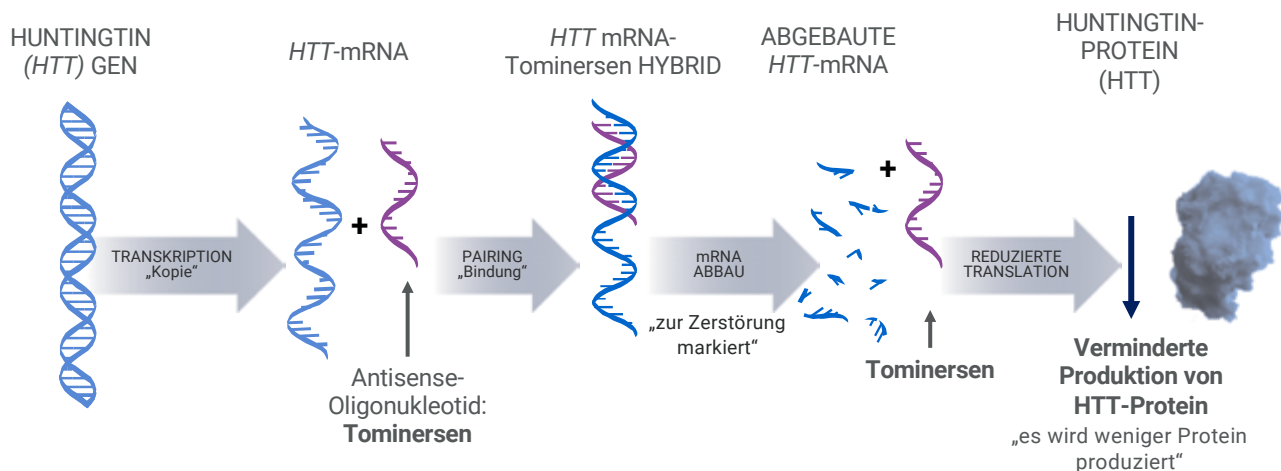 HUNTINGTIN
(HTT) GEN
HTT-mRNA
HTT mRNA-
Tominersen HYBRID
ABGEBAUTE
HTT-mRNA
HUNTINGTIN-
PROTEIN
(HTT)
+
+
TRANSKRIPTION
„Kopie“
PAIRING
„Bindung“
mRNA
ABBAU
REDUZIERTE
TRANSLATION
„zur Zerstörung
markiert“
Antisense-
Oligonukleotid:
Tominersen
Tominersen
Verminderte
Produktion von
HTT-Protein
„es wird weniger Protein
produziert“